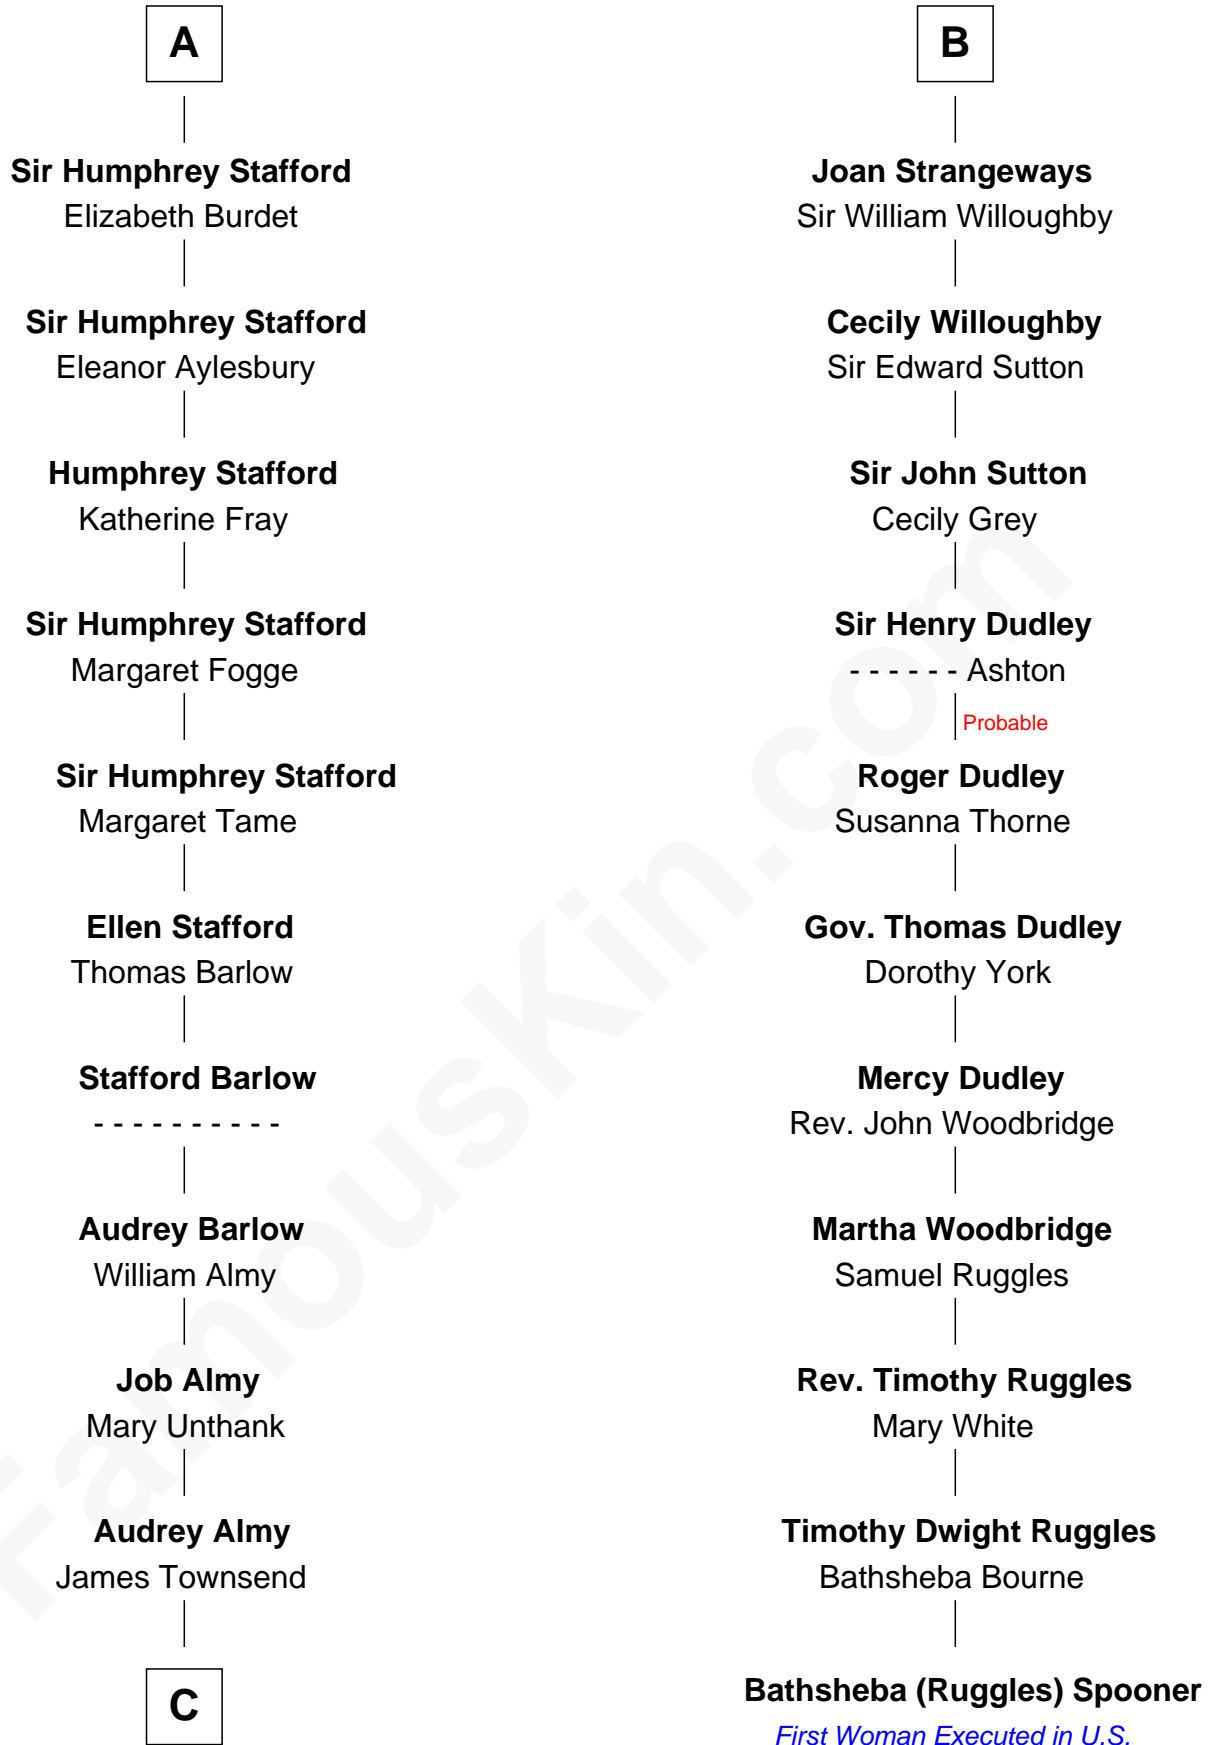 A
Sir Humphrey Stafford
Elizabeth Burdet
Sir Humphrey Stafford
Eleanor Aylesbury
Humphrey Stafford
Katherine Fray
Sir Humphrey Stafford
Margaret Fogge
Sir Humphrey Stafford
Margaret Tame
Ellen Stafford
Thomas Barlow
Stafford Barlow
- - - - - - - - - -
Audrey Barlow
William Almy
Job Almy
Mary Unthank
Audrey Almy
James Townsend
C
B
Joan Strangeways
Sir William Willoughby
Cecily Willoughby
Sir Edward Sutton
Sir John Sutton
Cecily Grey
Sir Henry Dudley
- - - - - - Ashton
Probable
Roger Dudley
Susanna Thorne
Gov. Thomas Dudley
Dorothy York
Mercy Dudley
Rev. John Woodbridge
Martha Woodbridge
Samuel Ruggles
Rev. Timothy Ruggles
Mary White
Timothy Dwight Ruggles
Bathsheba Bourne
Bathsheba (Ruggles) Spooner
First Woman Executed in U.S.
FamousKin.com